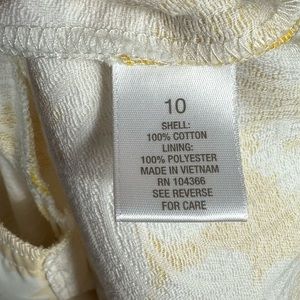 10
SHELL:
100% COTTON
LINING:
100% POLYESTER
MADE IN VIETNAM
RN 104366
SEE REVERSE
FOR CARE